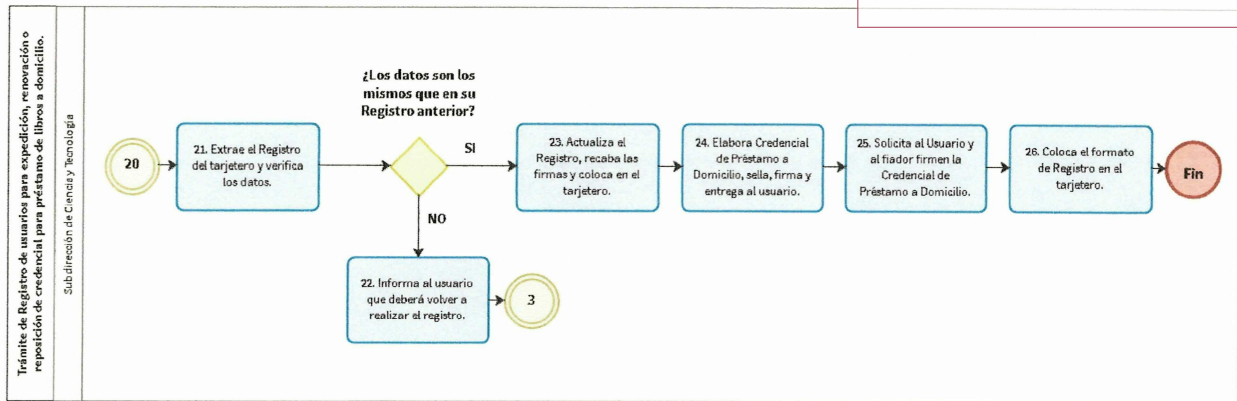 Trámite de Registro de usuarios para expedición, renovación o
reposición de credencial para préstamo de libros a domicilio.
Subdirección de Ciencia y Tecnología
20
21. Extrae el Registro
del tarjetero y verifica
los datos.
¿Los datos son los
mismos que en su
Registro anterior?
SI
NO
22. Informa al usuario
que deberá volver a
realizar el registro.
3
23. Actualiza el
Registro, recaba las
firmas y coloca en el
tarjetero.
24. Elabora Credencial
de Préstamo a
Domicilio, sella, firma y
entrega al usuario.
25. Solicita al Usuario y
al fiador firmen la
Credencial de
Préstamo a Domicilio.
26. Coloca el formato
de Registro en el
tarjetero.
Fin